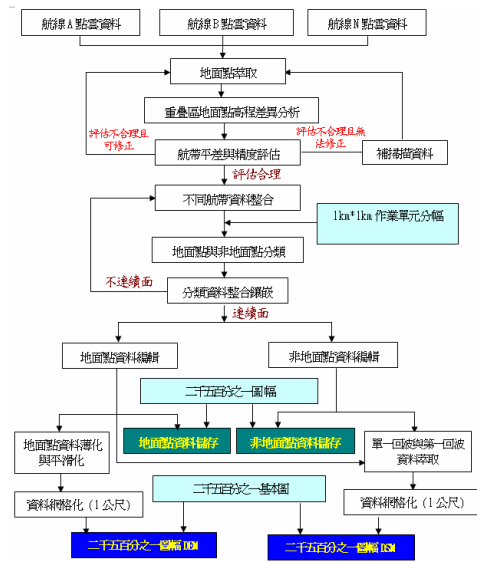 航線A點雲資料
航線B點雲資料
航線N點雲資料
地面點萃取
重疊區地面點高程差異分析
評估不合理且
可修正
評估不合理且無
法修正
航帶平差與精度評估
補掃描資料
評估合理
不同航帶資料整合
1km*1km作業單元分幅
地面點與非地面點分類
不連續面
分類資料整合鑲嵌
連續面
地面點資料編輯
非地面點資料編輯
二千五百分之一圖幅
地面點資料薄化
與平滑化
地面點資料儲存
非地面點資料儲存
單一回波與第一回波
資料萃取
資料網格化(1公尺)
二千五百分之一基本圖
資料網格化(1公尺)
二千五百分之一圖幅DEM
二千五百分之一圖幅DSM